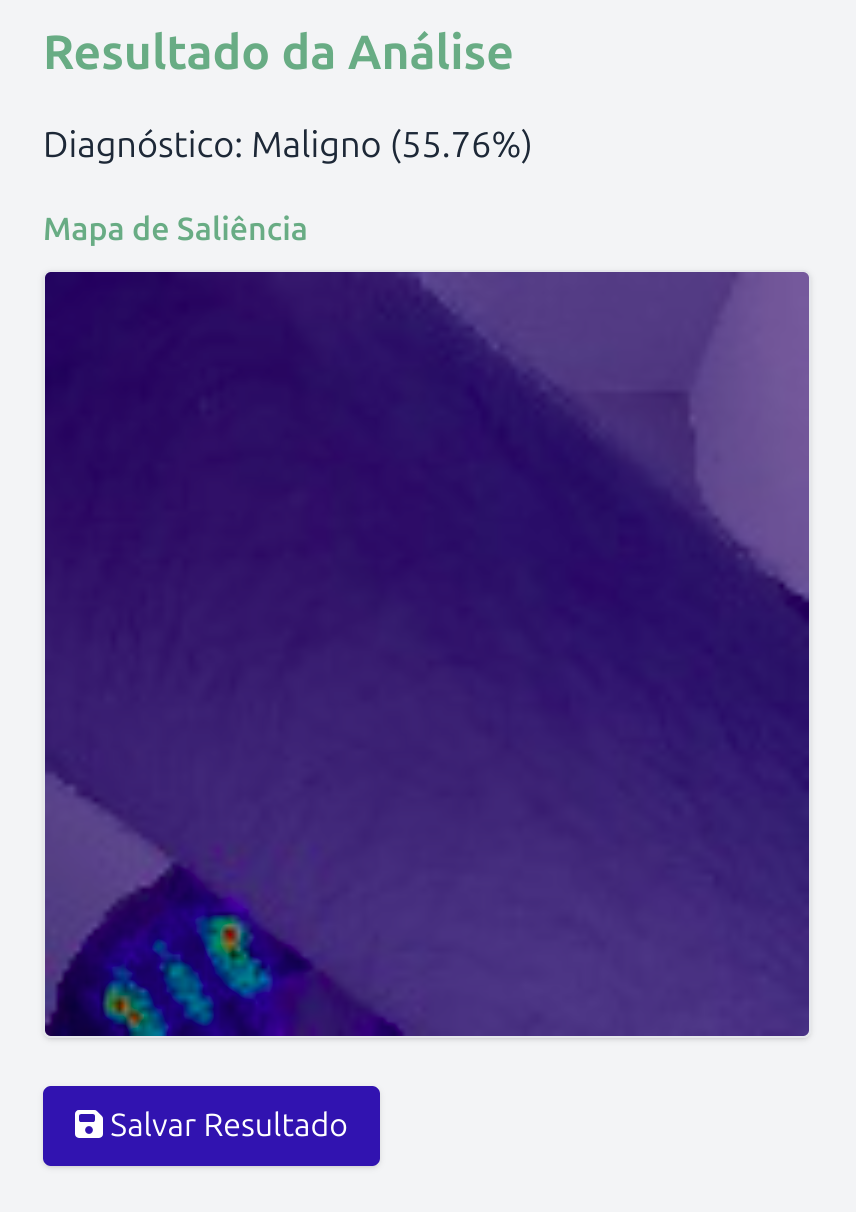 Resultado da Análise
Diagnóstico: Maligno (55.76%)
Mapa de Saliência
Salvar Resultado